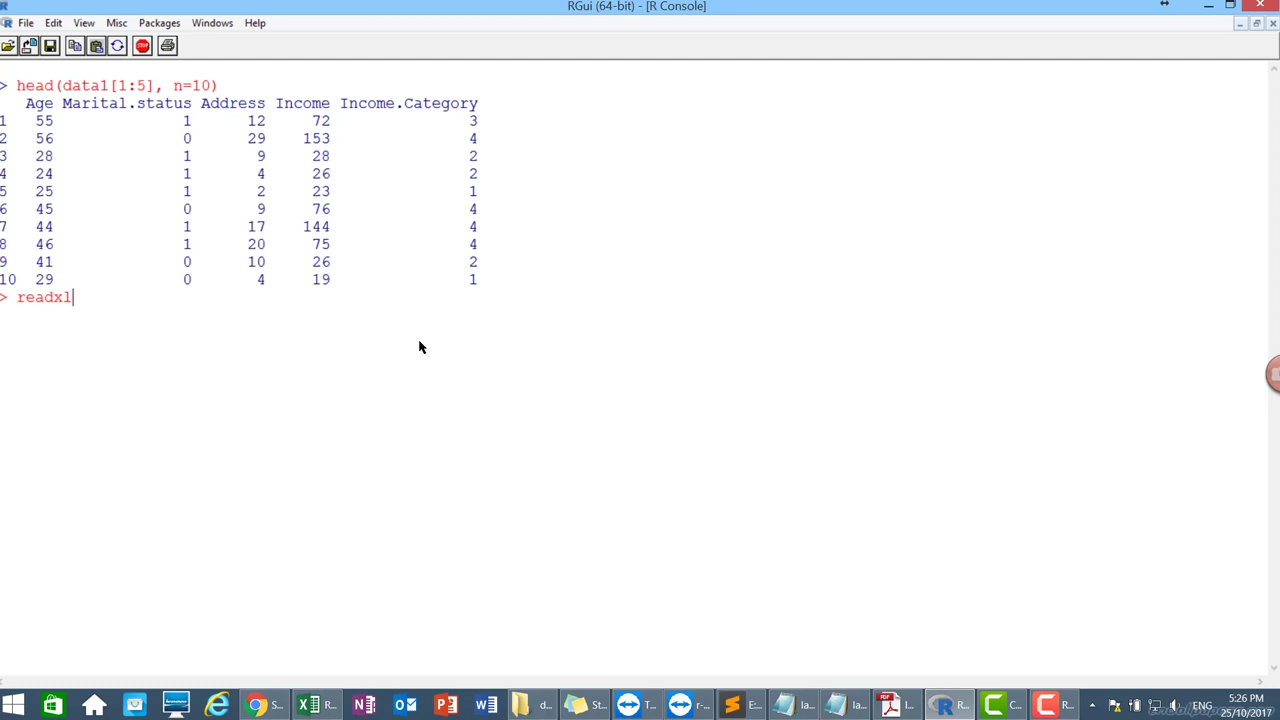 RGui (64-bit) - [R Console]
File Edit View Misc Packages Windows Help
STOP
> head(data1[1:5], n=10)
Age Marital.status Address Income Income.Category
1 55 1 12 72 3
2 56 0 29 153 4
3 28 1 9 28 2
4 24 1 4 26 2
5 25 1 2 23 1
6 45 0 9 76 4
7 44 1 17 144 4
8 46 1 20 75 4
9 41 0 10 26 2
10 29 0 4 19 1
> readxl
S... R... d... St... T... r-... E... la... la... I... R... C... R...
5:26 PM
25/10/2017